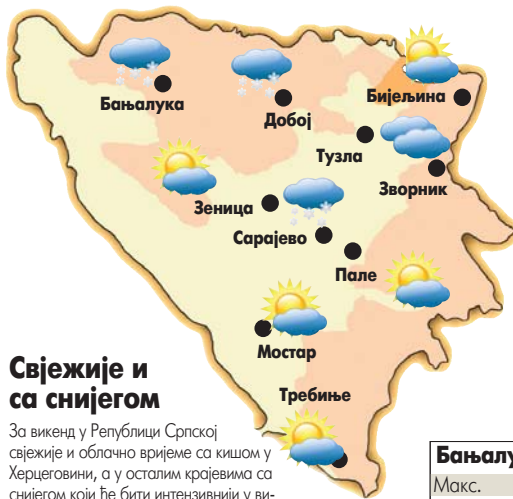 Бањалука
Добој
Бијељина
Тузла
Зворник
Зеница
Сарајево
Пале
Мостар
Требиње
Свјежије и
са снијегом
За викенд у Републици Српској
свјежије и облачно вријеме са кишом у
Херцеговини, а у осталим крајевима са
снијегом који ће бити интензивнији у ви-
Макс.